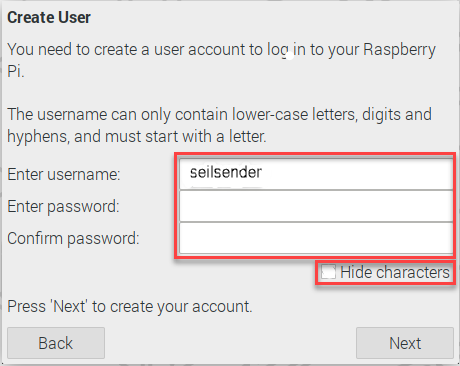 Create User
You need to create a user account to log in to your Raspberry
Pi.
The username can only contain lower-case letters, digits and
hyphens, and must start with a letter.
Enter username: seilsender
Enter password:
Confirm password:
Hide characters
Press 'Next' to create your account.
Back Next